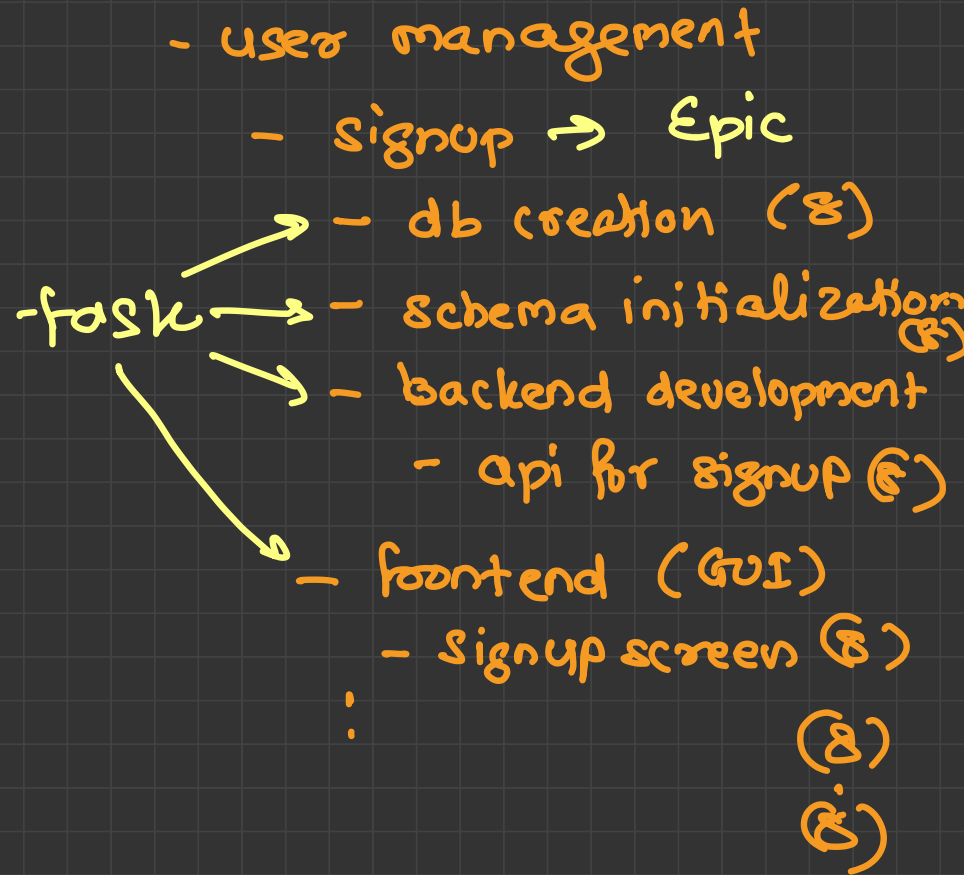 - user management
- signup → Epic
- db creation (8)
task
- schema initialization
(8)
- backend development
- api for signup (8)
- frontend (GUI)
- signup screen (8)
(8)
(8)